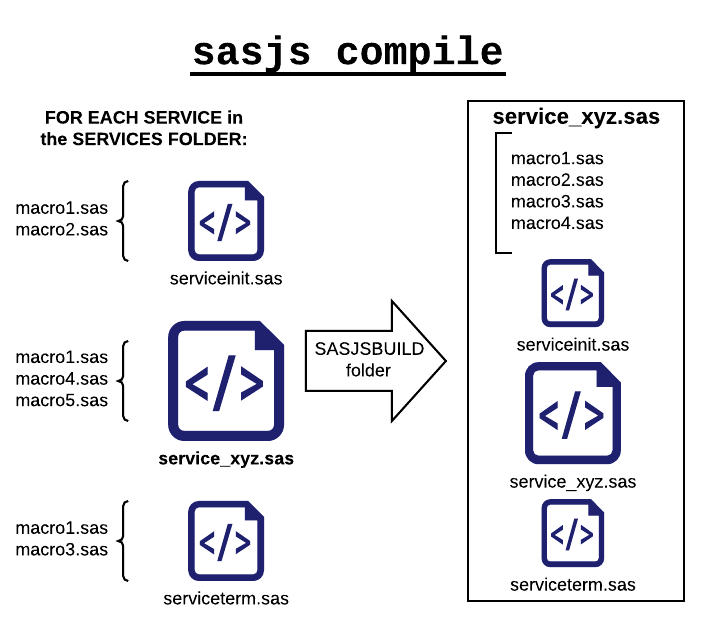 sasjs compile
FOR EACH SERVICE in
the SERVICES FOLDER:
macro1.sas
macro2.sas
</>
serviceinit.sas
macro1.sas
macro4.sas
macro5.sas
</>
service_xyz.sas
macro1.sas
macro3.sas
</>
serviceterm.sas
SASJSBUILD
folder
service_xyz.sas
macro1.sas
macro2.sas
macro3.sas
macro4.sas
</>
serviceinit.sas
</>
service_xyz.sas
</>
serviceterm.sas